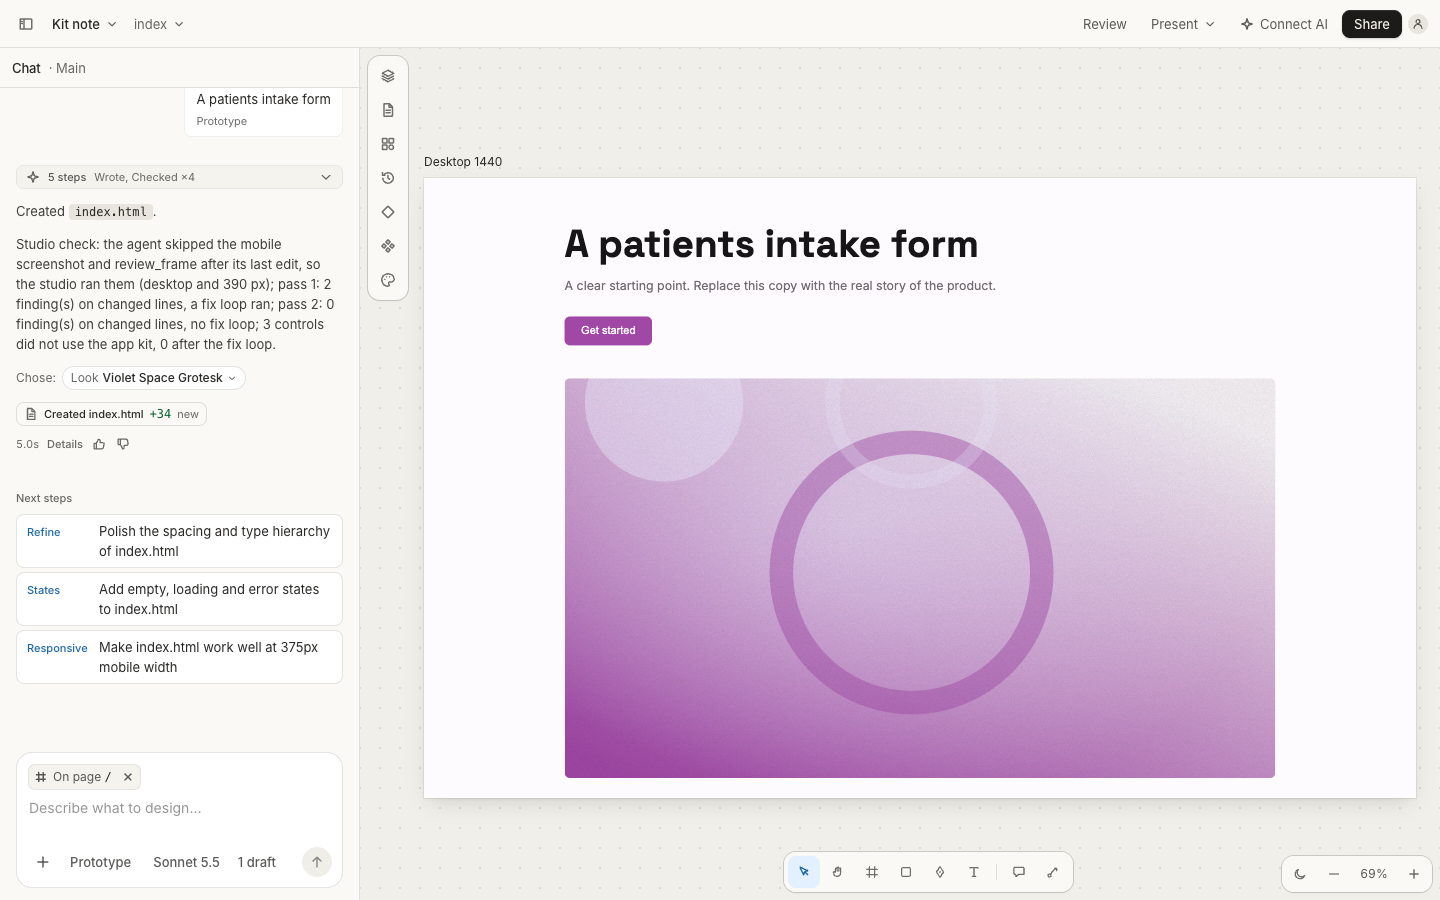 Kit note
index
Review
Present
Connect AI
Share
Chat · Main
A patients intake form
Prototype
5 steps Wrote, Checked ×4
Created index.html.
Studio check: the agent skipped the mobile
screenshot and review_frame after its last edit, so
the studio ran them (desktop and 390 px); pass 1: 2
finding(s) on changed lines, a fix loop ran; pass 2: 0
finding(s) on changed lines, no fix loop; 3 controls
did not use the app kit, 0 after the fix loop.
Chose: Look Violet Space Grotesk
Created index.html +34 new
5.0s Details
Next steps
Refine Polish the spacing and type hierarchy
of index.html
States Add empty, loading and error states
to index.html
Responsive Make index.html work well at 375px
mobile width
On page /
Describe what to design...
Prototype Sonnet 5.5 1 draft
Desktop 1440
A patients intake form
A clear starting point. Replace this copy with the real story of the product.
Get started
69%